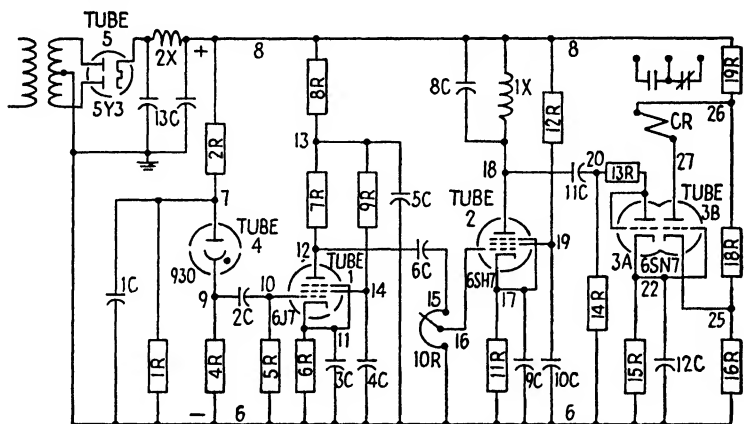 TUBE
5
5Y3
2X
+
8
8
13C
2R
8R
8C
1X
12R
19R
CR
26
27
13
7
7R
9R
5C
18
20
11C
13R
TUBE
2
TUBE
3B
TUBE
4
930
12
TUBE
1
14
6C
6SH7
19
3A
6SN7
18R
1C
9
2C
10
6J7
11
15
16
10R
17
22
25
1R
4R
5R
6R
3C
4C
11R
9C
10C
14R
15R
12C
16R
−
6
6